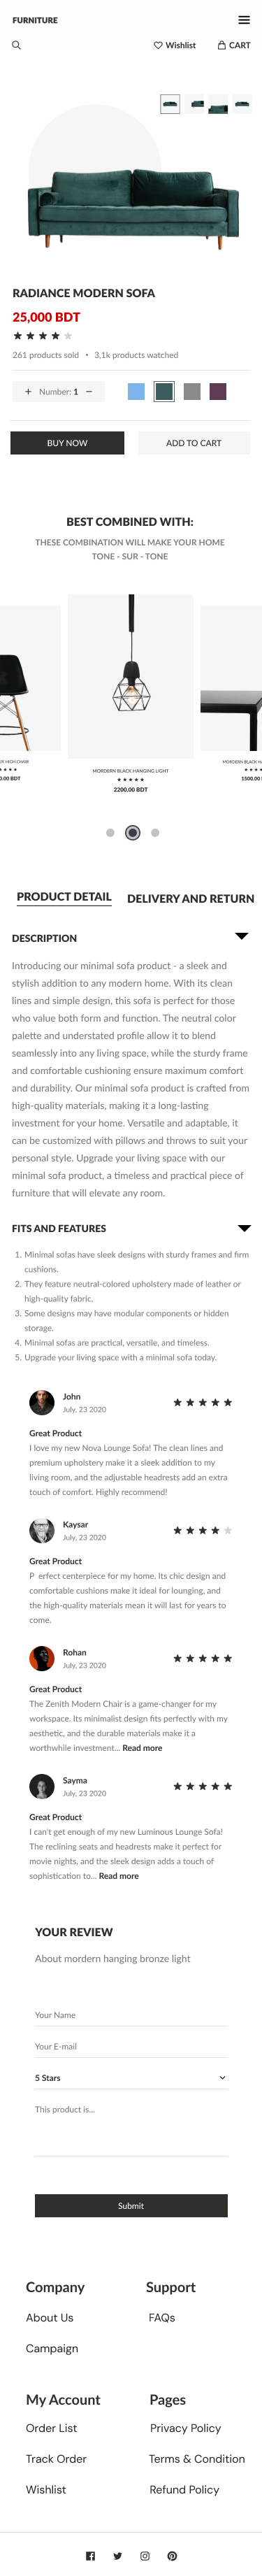 FURNITURE
Wishlist CART
RADIANCE MODERN SOFA
25,000 BDT
261 products sold • 3,1k products watched
+ Number: 1 −
BUY NOW ADD TO CART
BEST COMBINED WITH:
THESE COMBINATION WILL MAKE YOUR HOME
TONE - SUR - TONE
HIGH CHAIR
MORDERN BLACK HANGING LIGHT
MORDERN BLACK
2200.00 BDT
1500.00
PRODUCT DETAIL DELIVERY AND RETURN
DESCRIPTION
Introducing our minimal sofa product - a sleek and
stylish addition to any modern home. With its clean
lines and simple design, this sofa is perfect for those
who value both form and function. The neutral color
palette and understated profile allow it to blend
seamlessly into any living space, while the sturdy frame
and comfortable cushioning ensure maximum comfort
and durability. Our minimal sofa product is crafted from
high-quality materials, making it a long-lasting
investment for your home. Versatile and adaptable, it
can be customized with pillows and throws to suit your
personal style. Upgrade your living space with our
minimal sofa product, a timeless and practical piece of
furniture that will elevate any room.
FITS AND FEATURES
1. Minimal sofas have sleek designs with sturdy frames and firm
cushions.
2. They feature neutral-colored upholstery made of leather or
high-quality fabric.
3. Some designs may have modular components or hidden
storage.
4. Minimal sofas are practical, versatile, and timeless.
5. Upgrade your living space with a minimal sofa today.
John
July, 23 2020
Great Product
I love my new Nova Lounge Sofa! The clean lines and
premium upholstery make it a sleek addition to my
living room, and the adjustable headrests add an extra
touch of comfort. Highly recommend!
Kaysar
July, 23 2020
Great Product
P erfect centerpiece for my home. Its chic design and
comfortable cushions make it ideal for lounging, and
the high-quality materials mean it will last for years to
come.
Rohan
July, 23 2020
Great Product
The Zenith Modern Chair is a game-changer for my
workspace. Its minimalist design fits perfectly with my
aesthetic, and the durable materials make it a
worthwhile investment... Read more
Sayma
July, 23 2020
Great Product
I can't get enough of my new Luminous Lounge Sofa!
The reclining seats and headrests make it perfect for
movie nights, and the sleek design adds a touch of
sophistication to... Read more
YOUR REVIEW
About mordern hanging bronze light
Your Name
Your E-mail
5 Stars
This product is...
Submit
Company Support
About Us FAQs
Campaign
My Account Pages
Order List Privacy Policy
Track Order Terms & Condition
Wishlist Refund Policy